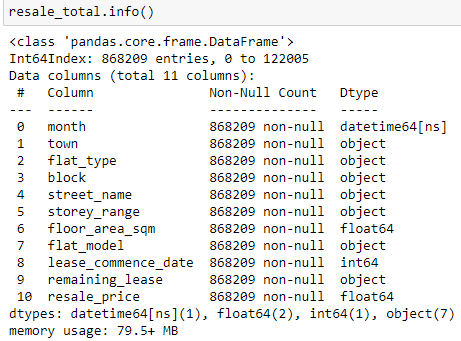 resale_total.info()
<class 'pandas.core.frame.DataFrame'>
Int64Index: 868209 entries, 0 to 122005
Data columns (total 11 columns):
 #   Column               Non-Null Count   Dtype
---  ------               --------------   -----
 0   month                868209 non-null  datetime64[ns]
 1   town                 868209 non-null  object
 2   flat_type            868209 non-null  object
 3   block                868209 non-null  object
 4   street_name          868209 non-null  object
 5   storey_range         868209 non-null  object
 6   floor_area_sqm       868209 non-null  float64
 7   flat_model           868209 non-null  object
 8   lease_commence_date  868209 non-null  int64
 9   remaining_lease      868209 non-null  object
 10  resale_price         868209 non-null  float64
dtypes: datetime64[ns](1), float64(2), int64(1), object(7)
memory usage: 79.5+ MB